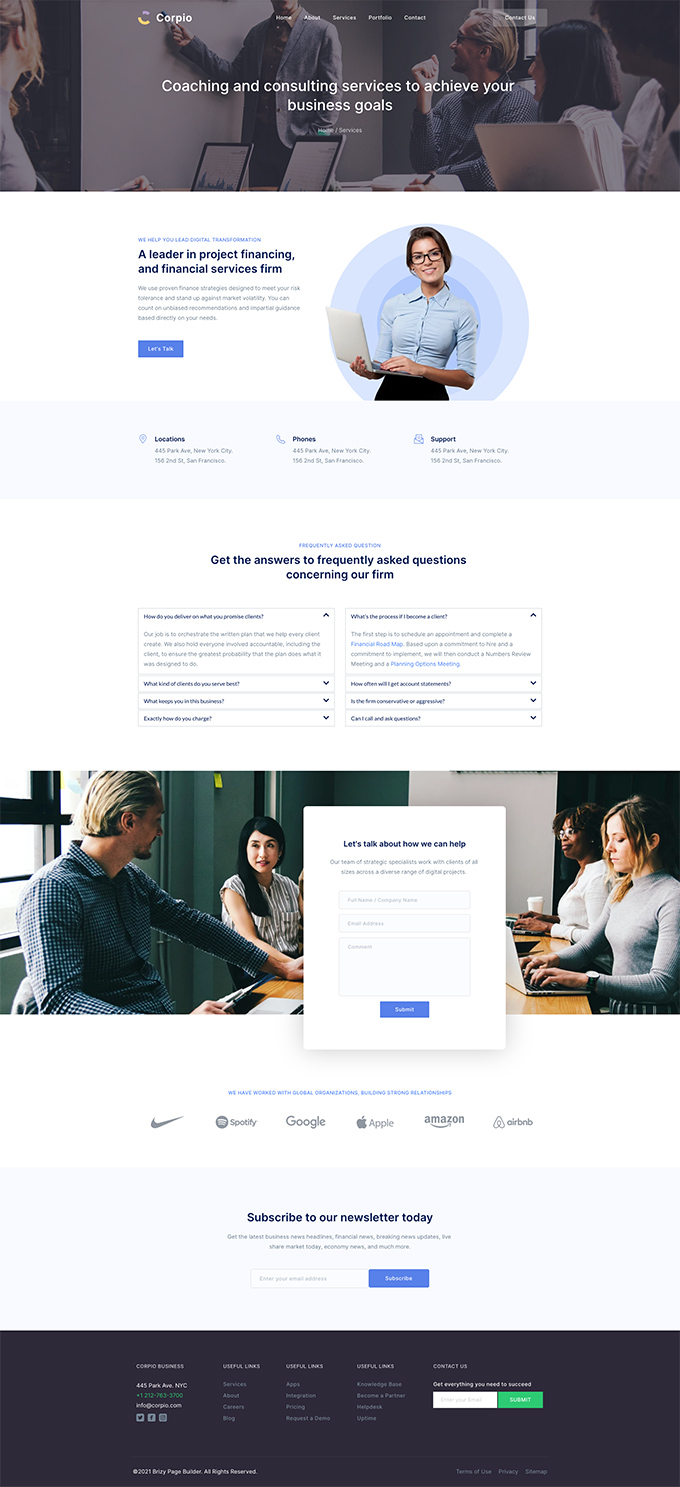 Corpio
Home About Services Portfolio Contact
Contact Us
Coaching and consulting services to achieve your
business goals
Home / Services
WE HELP YOU LEAD DIGITAL TRANSFORMATION
A leader in project financing,
and financial services firm
We use proven finance strategies designed to meet your risk
tolerance and stand up against market volatility. You can
count on unbiased recommendations and impartial guidance
based directly on your needs.
Let's Talk
Locations
445 Park Ave, New York City.
156 2nd St, San Francisco.
Phones
445 Park Ave, New York City.
156 2nd St, San Francisco.
Support
445 Park Ave, New York City.
156 2nd St, San Francisco.
FREQUENTLY ASKED QUESTION
Get the answers to frequently asked questions
concerning our firm
How do you deliver on what you promise clients?
Our job is to orchestrate the written plan that we help every client
create. We also hold everyone involved accountable, including the
client, to ensure the greatest probability that the plan does what it
was designed to do.
What kind of clients do you serve best?
What keeps you in this business?
Exactly how do you charge?
What's the process if I become a client?
The first step is to schedule an appointment and complete a
Financial Road Map. Based upon a commitment to hire and a
commitment to implement, we will then conduct a Numbers Review
Meeting and a Planning Options Meeting.
How often will I get account statements?
Is the firm conservative or aggressive?
Can I call and ask questions?
Let's talk about how we can help
Our team of strategic specialists work with clients of all
sizes across a diverse range of digital projects.
Full Name / Company Name
Email Address
Comment
Submit
WE HAVE WORKED WITH GLOBAL ORGANIZATIONS, BUILDING STRONG RELATIONSHIPS
Spotify Google Apple amazon airbnb
Subscribe to our newsletter today
Get the latest business news headlines, financial news, breaking news updates, live
share market today, economy news, and much more.
Enter your email address
Subscribe
CORPIO BUSINESS
445 Park Ave. NYC
+1 212-763-3700
info@corpio.com
USEFUL LINKS
Services
About
Careers
Blog
USEFUL LINKS
Apps
Integration
Pricing
Request a Demo
USEFUL LINKS
Knowledge Base
Become a Partner
Helpdesk
Uptime
CONTACT US
Get everything you need to succeed
Enter your Email
SUBMIT
©2021 Brizy Page Builder. All Rights Reserved.
Terms of Use Privacy Sitemap